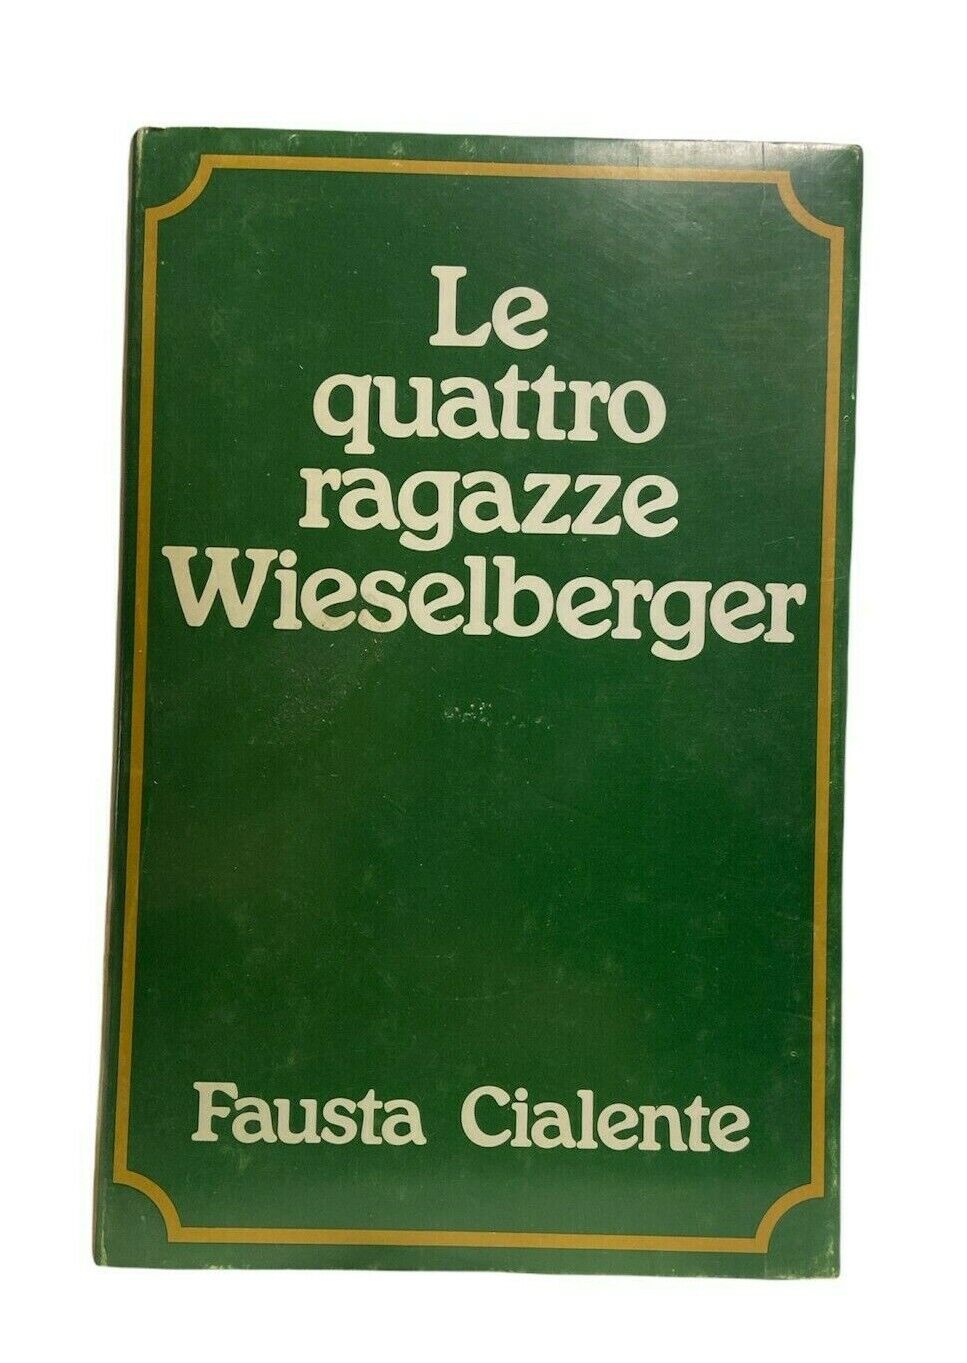 Le
quattro
ragazze
Wieselberger
Fausta Cialente